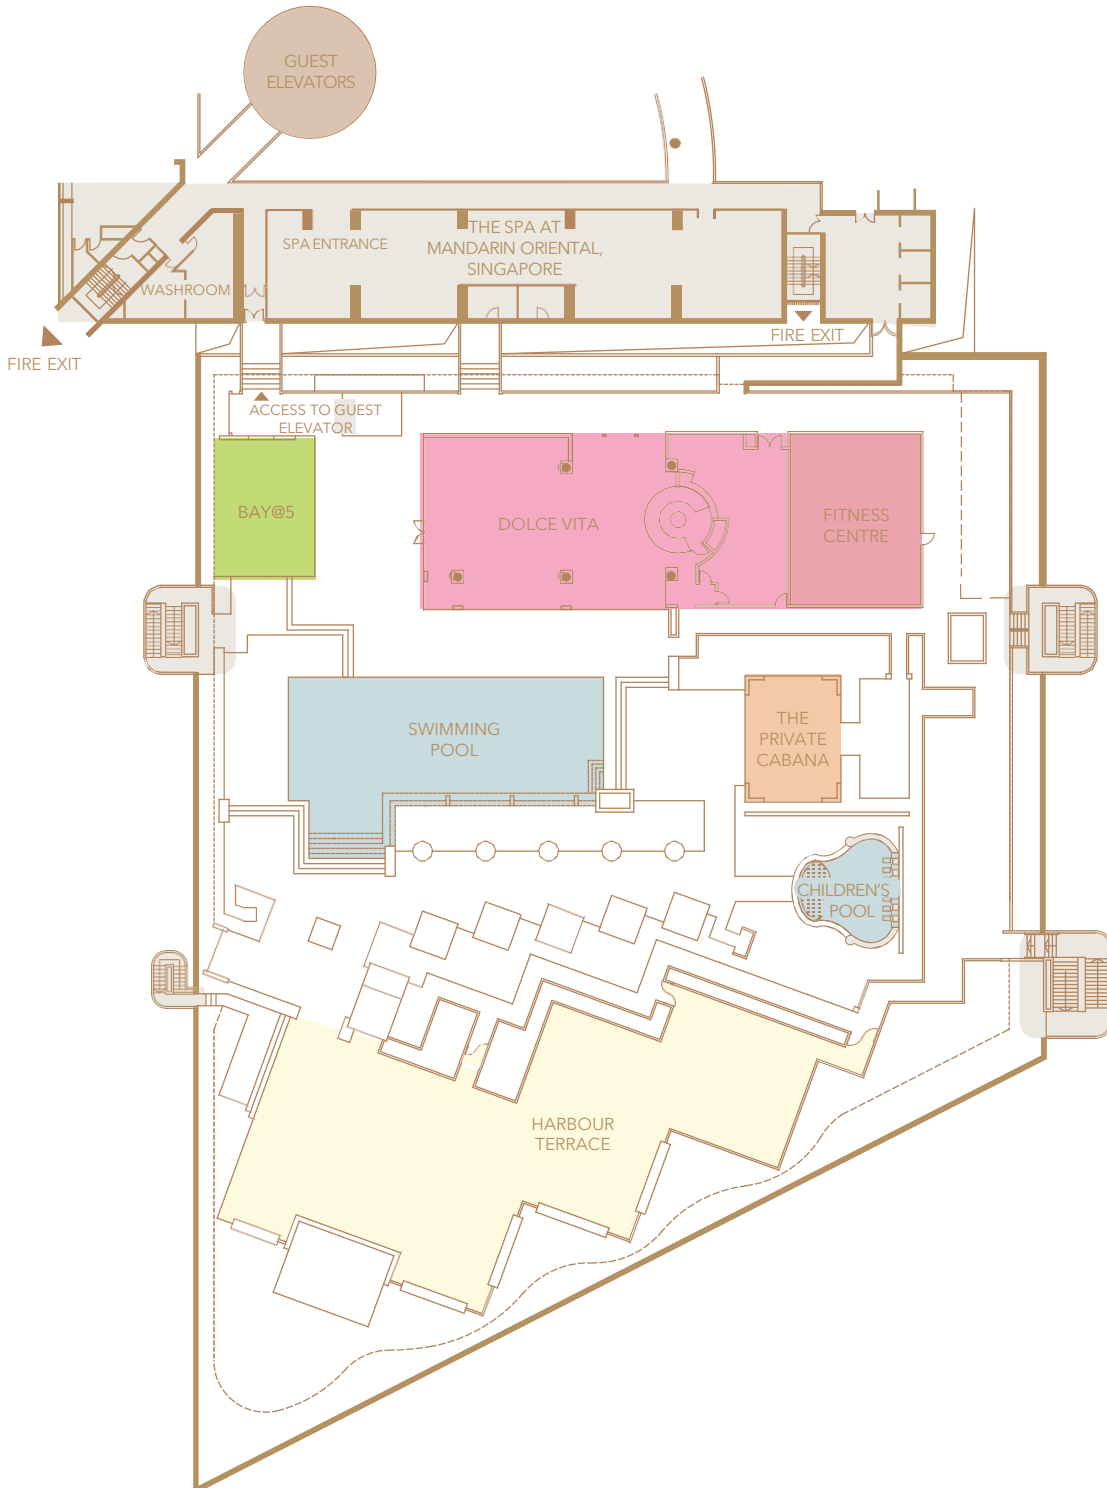 GUEST
ELEVATORS
SPA ENTRANCE
THE SPA AT
MANDARIN ORIENTAL,
SINGAPORE
WASHROOM
FIRE EXIT
FIRE EXIT
ACCESS TO GUEST
ELEVATOR
BAY@5
DOLCE VITA
FITNESS
CENTRE
SWIMMING
POOL
THE
PRIVATE
CABANA
CHILDREN'S
POOL
HARBOUR
TERRACE